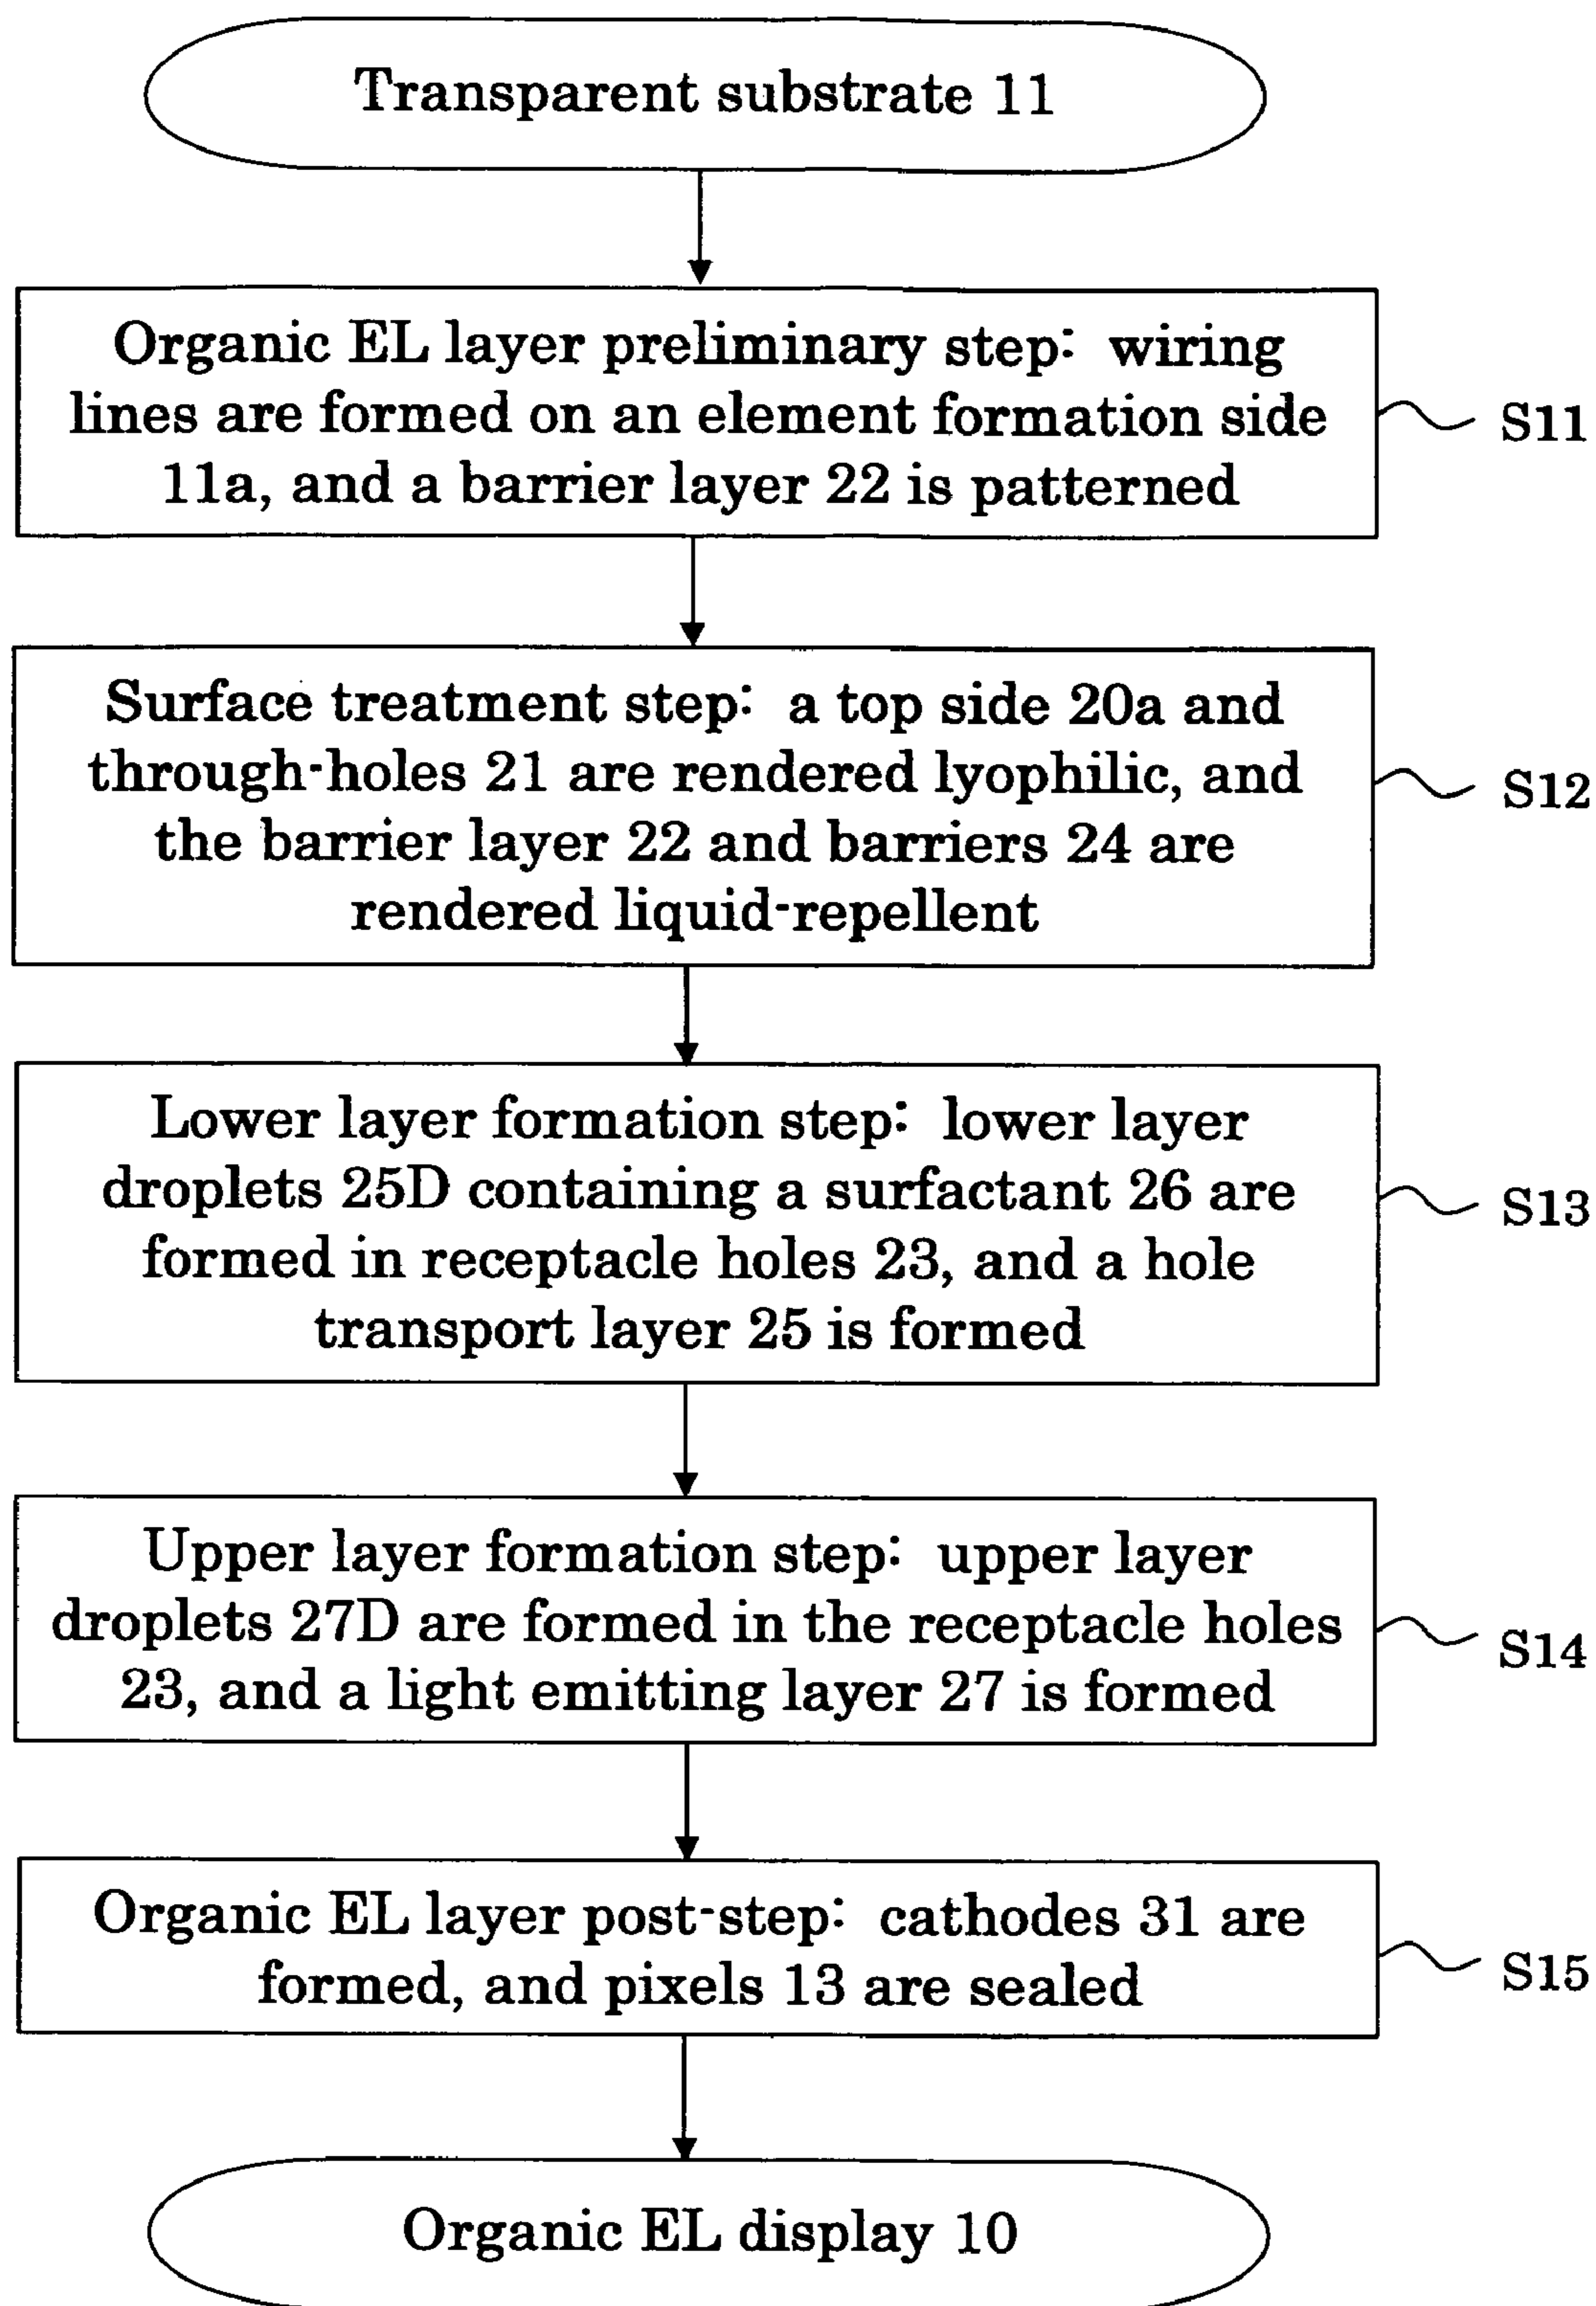 Transparent substrate 11
Organic EL layer preliminary step: wiring
lines are formed on an element formation side
11a, and a barrier layer 22 is patterned
S11
Surface treatment step: a top side 20a and
through-holes 21 are rendered lyophilic, and
the barrier layer 22 and barriers 24 are
rendered liquid-repellent
S12
Lower layer formation step: lower layer
droplets 25D containing a surfactant 26 are
formed in receptacle holes 23, and a hole
transport layer 25 is formed
S13
Upper layer formation step: upper layer
droplets 27D are formed in the receptacle holes
23, and a light emitting layer 27 is formed
S14
Organic EL layer post-step: cathodes 31 are
formed, and pixels 13 are sealed
S15
Organic EL display 10